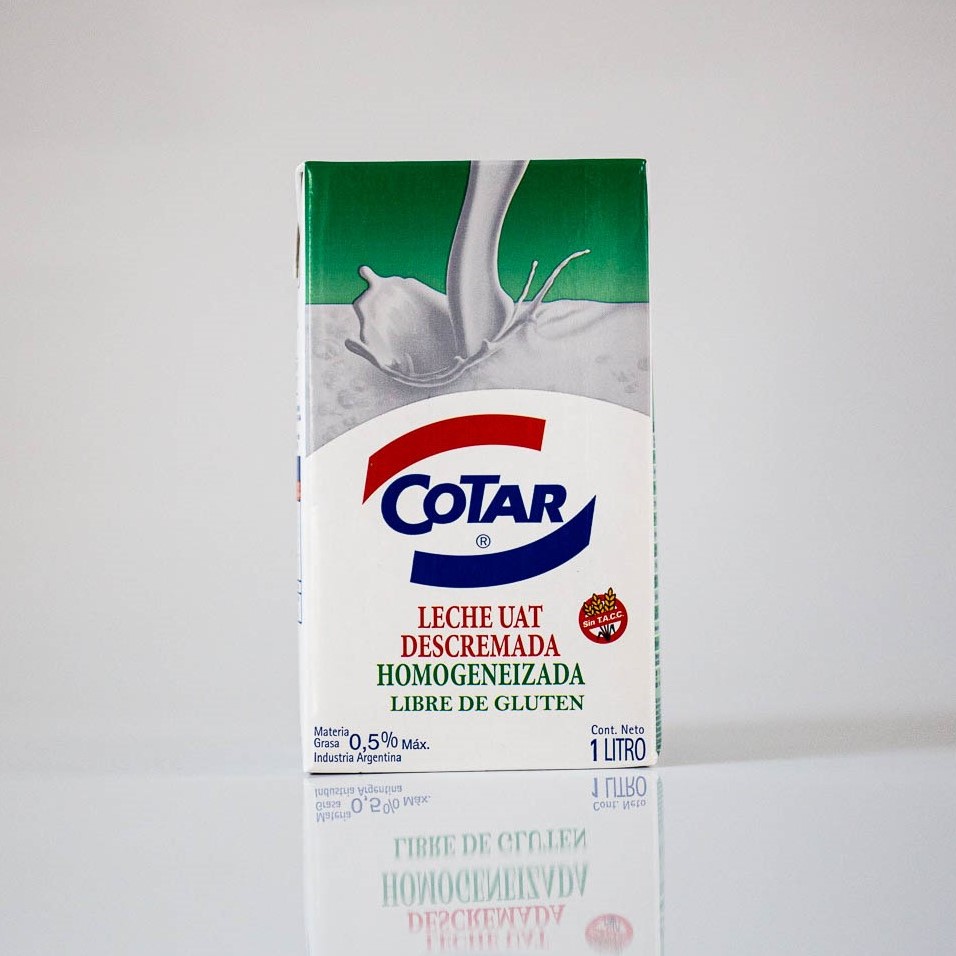 COTAR
®
LECHE UAT
DESCREMADA
HOMOGENEIZADA
LIBRE DE GLUTEN
Sin T.A.C.C.
Materia
Grasa 0,5% Máx.
Industria Argentina
Cont. Neto
1 LITRO